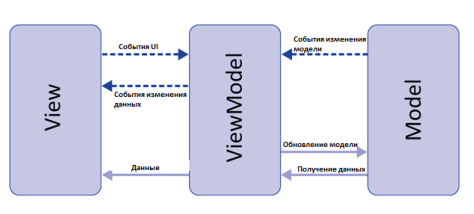 View
События UI
События изменения
данных
Данные
ViewModel
События изменения
модели
Обновление модели
Получение данных
Model